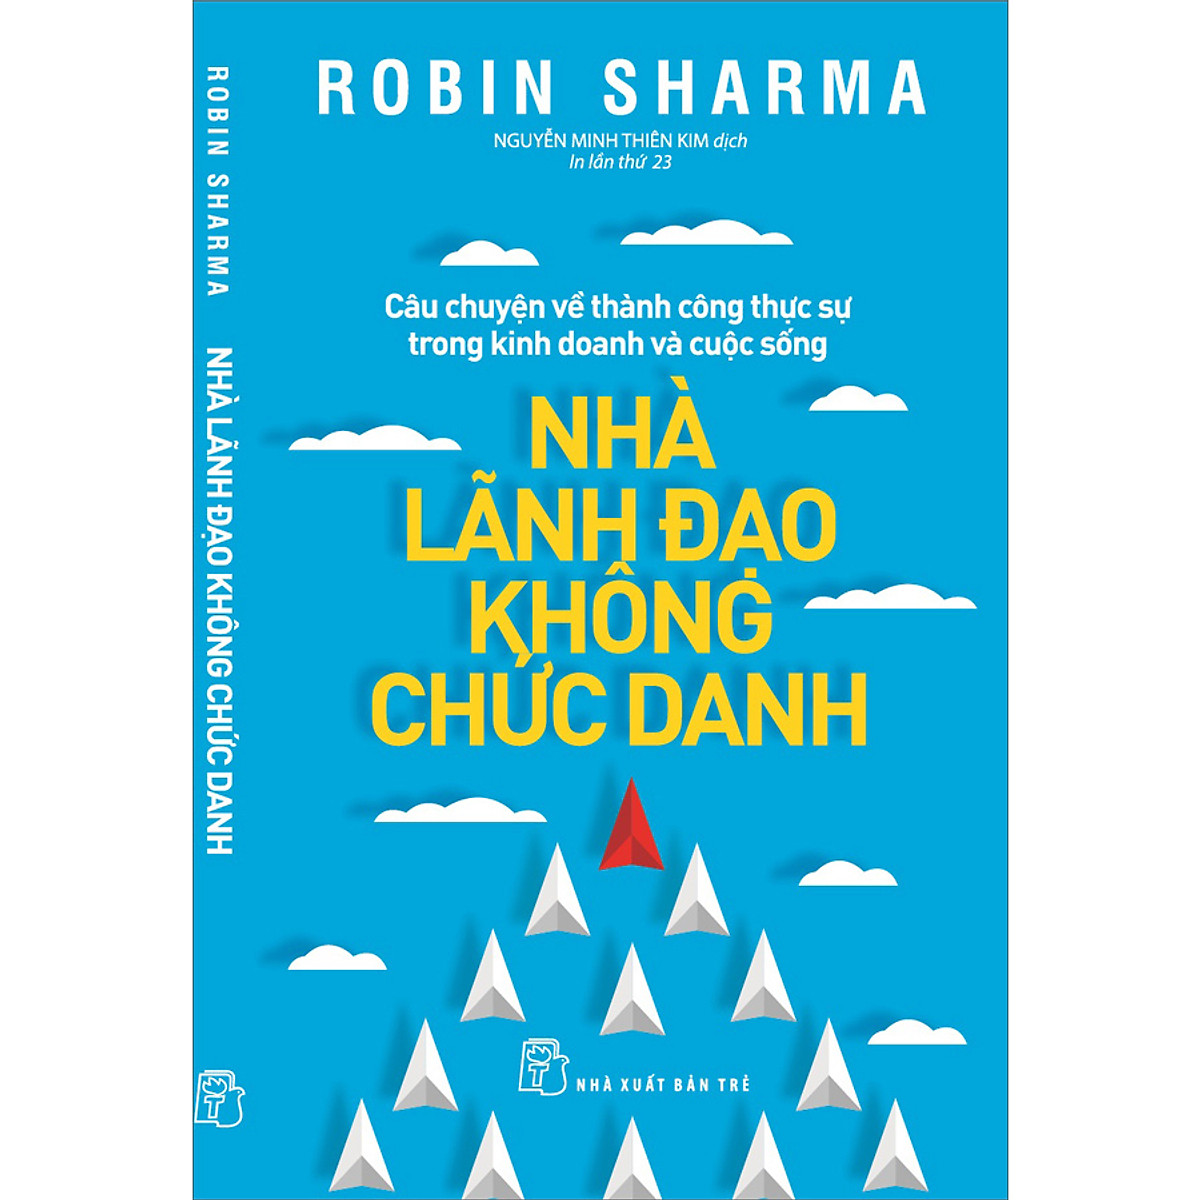 ROBIN SHARMA
NHÀ LÃNH ĐẠO KHÔNG CHỨC DANH
T
ROBIN SHARMA
NGUYỄN MINH THIÊN KIM dịch
In lần thứ 23
Câu chuyện về thành công thực sự
trong kinh doanh và cuộc sống
NHÀ
LÃNH ĐẠO
KHÔNG
CHỨC DANH
T
NHÀ XUẤT BẢN TRẺ